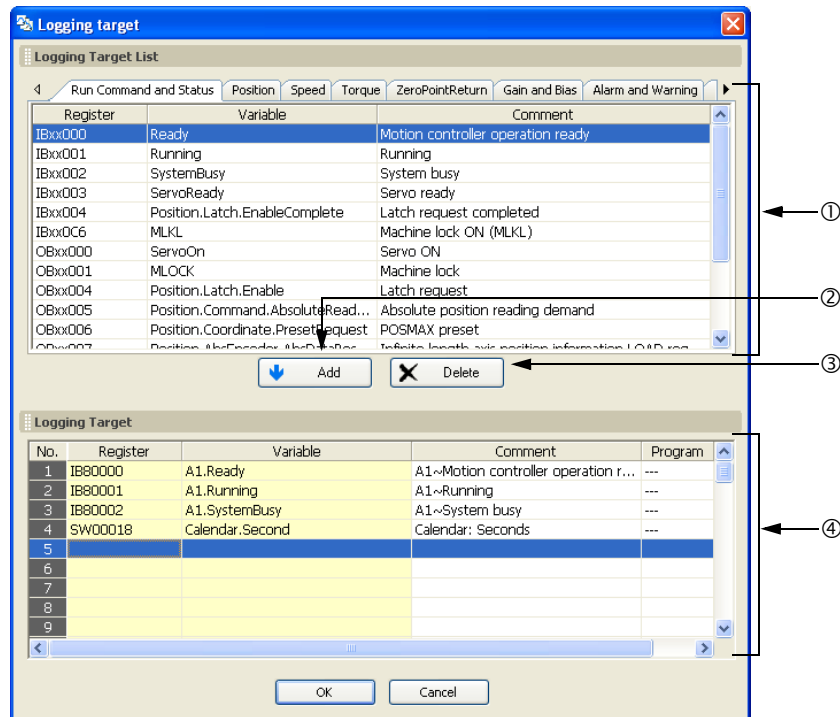 Logging target
Logging Target List
Run Command and Status Position Speed Torque ZeroPointReturn Gain and Bias Alarm and Warning
Register Variable Comment
IBxx000 Ready Motion controller operation ready
IBxx001 Running Running
IBxx002 SystemBusy System busy
IBxx003 ServoReady Servo ready
IBxx004 Position.Latch.EnableComplete Latch request completed
IBxx0C6 MLKL Machine lock ON (MLKL)
OBxx000 ServoOn Servo ON
OBxx001 MLOCK Machine lock
①
OBxx004 Position.Latch.Enable Latch request
②
OBxx005 Position.Command.AbsoluteRead... Absolute position reading demand
OBxx006 Position.Coordinate.PresetRequest POSMAX preset
OBxx007 Infinite length axis position information LOAD req
Add Delete
③
Logging Target
No. Register Variable Comment Program
1 IB80000 A1.Ready A1~Motion controller operation r... ---
2 IB80001 A1.Running A1~Running ---
3 IB80002 A1.SystemBusy A1~System busy ---
4 SW00018 Calendar.Second Calendar: Seconds ---
④
5
6
7
8
9
OK Cancel